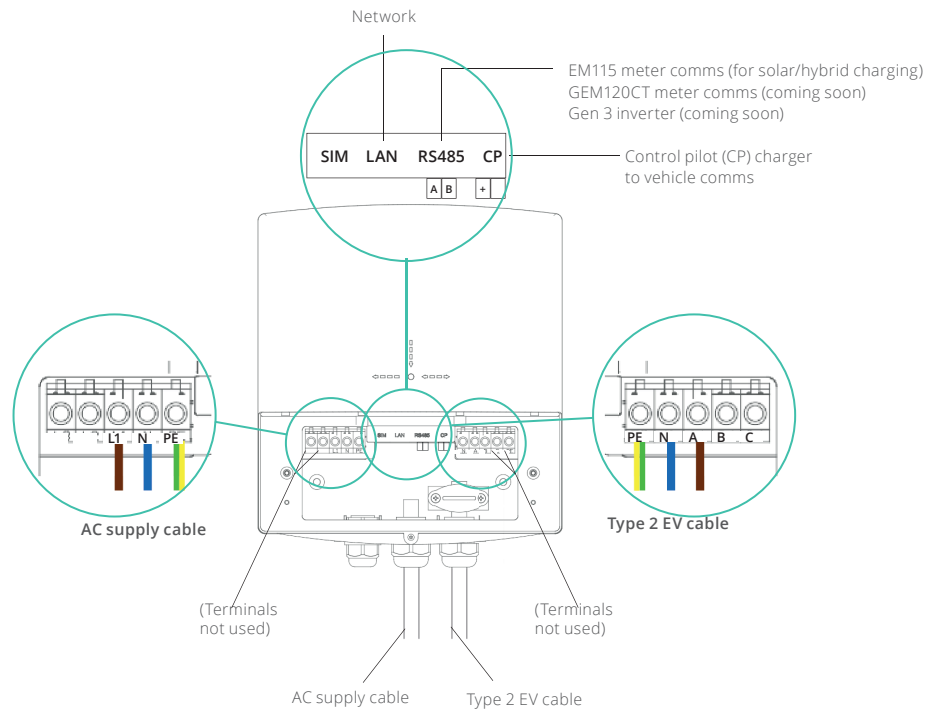 Network
EM115 meter comms (for solar/hybrid charging)
GEM120CT meter comms (coming soon)
Gen 3 inverter (coming soon)
SIM LAN RS485 CP
A B +
Control pilot (CP) charger
to vehicle comms
L1 N PE
AC supply cable
SIM LAN RS485 CP
PE N A B C
Type 2 EV cable
(Terminals
not used)
(Terminals
not used)
AC supply cable
Type 2 EV cable